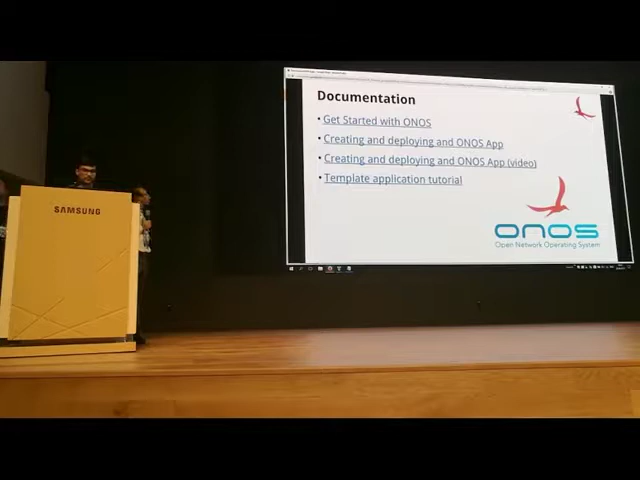 Documentation
• Get Started with ONOS
• Creating and deploying and ONOS App
• Creating and deploying and ONOS App (video)
• Template application tutorial
onos
Open Network Operating System
SAMSUNG